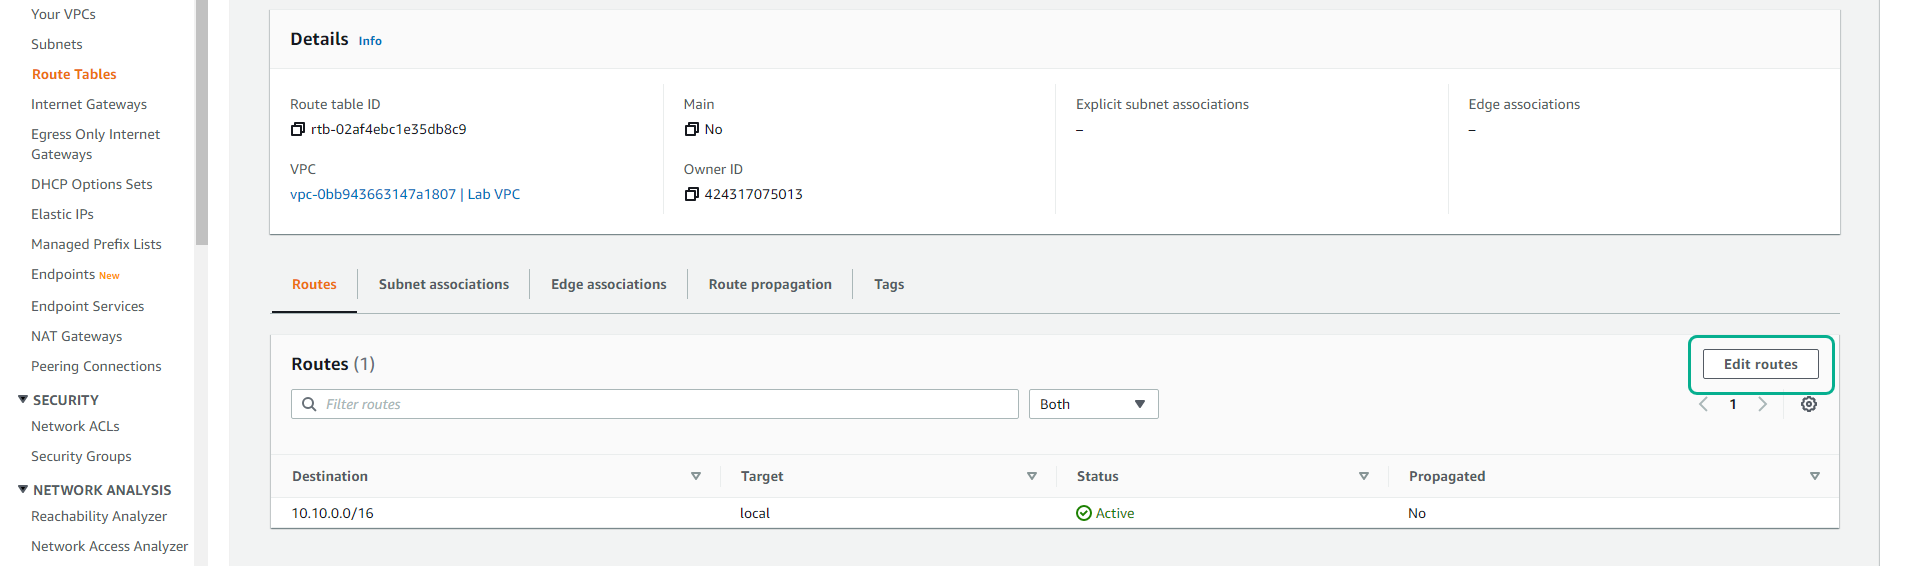 Your VPCs
Subnets
Route Tables
Internet Gateways
Egress Only Internet
Gateways
DHCP Options Sets
Elastic IPs
Managed Prefix Lists
Endpoints New
Endpoint Services
NAT Gateways
Peering Connections
SECURITY
Network ACLs
Security Groups
NETWORK ANALYSIS
Reachability Analyzer
Network Access Analyzer
Details Info
Route table ID
rtb-02af4ebc1e35db8c9
VPC
vpc-0bb943663147a1807 | Lab VPC
Main
No
Owner ID
424317075013
Explicit subnet associations
–
Edge associations
–
Routes Subnet associations Edge associations Route propagation Tags
Routes (1)
Edit routes
Filter routes
Both
1
Destination Target Status Propagated
10.10.0.0/16 local Active No